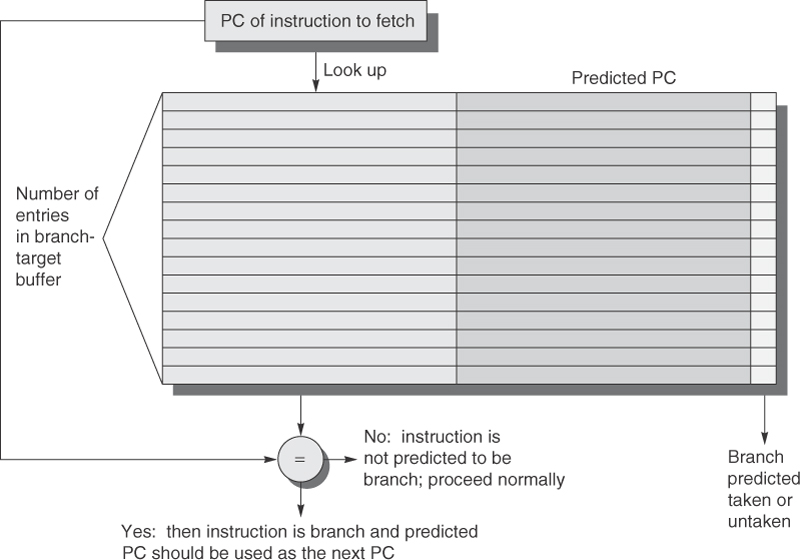 PC of instruction to fetch
Look up
Predicted PC
Number of
entries
in branch-
target
buffer
=
No: instruction is
not predicted to be
branch; proceed normally
Branch
predicted
taken or
untaken
Yes: then instruction is branch and predicted
PC should be used as the next PC